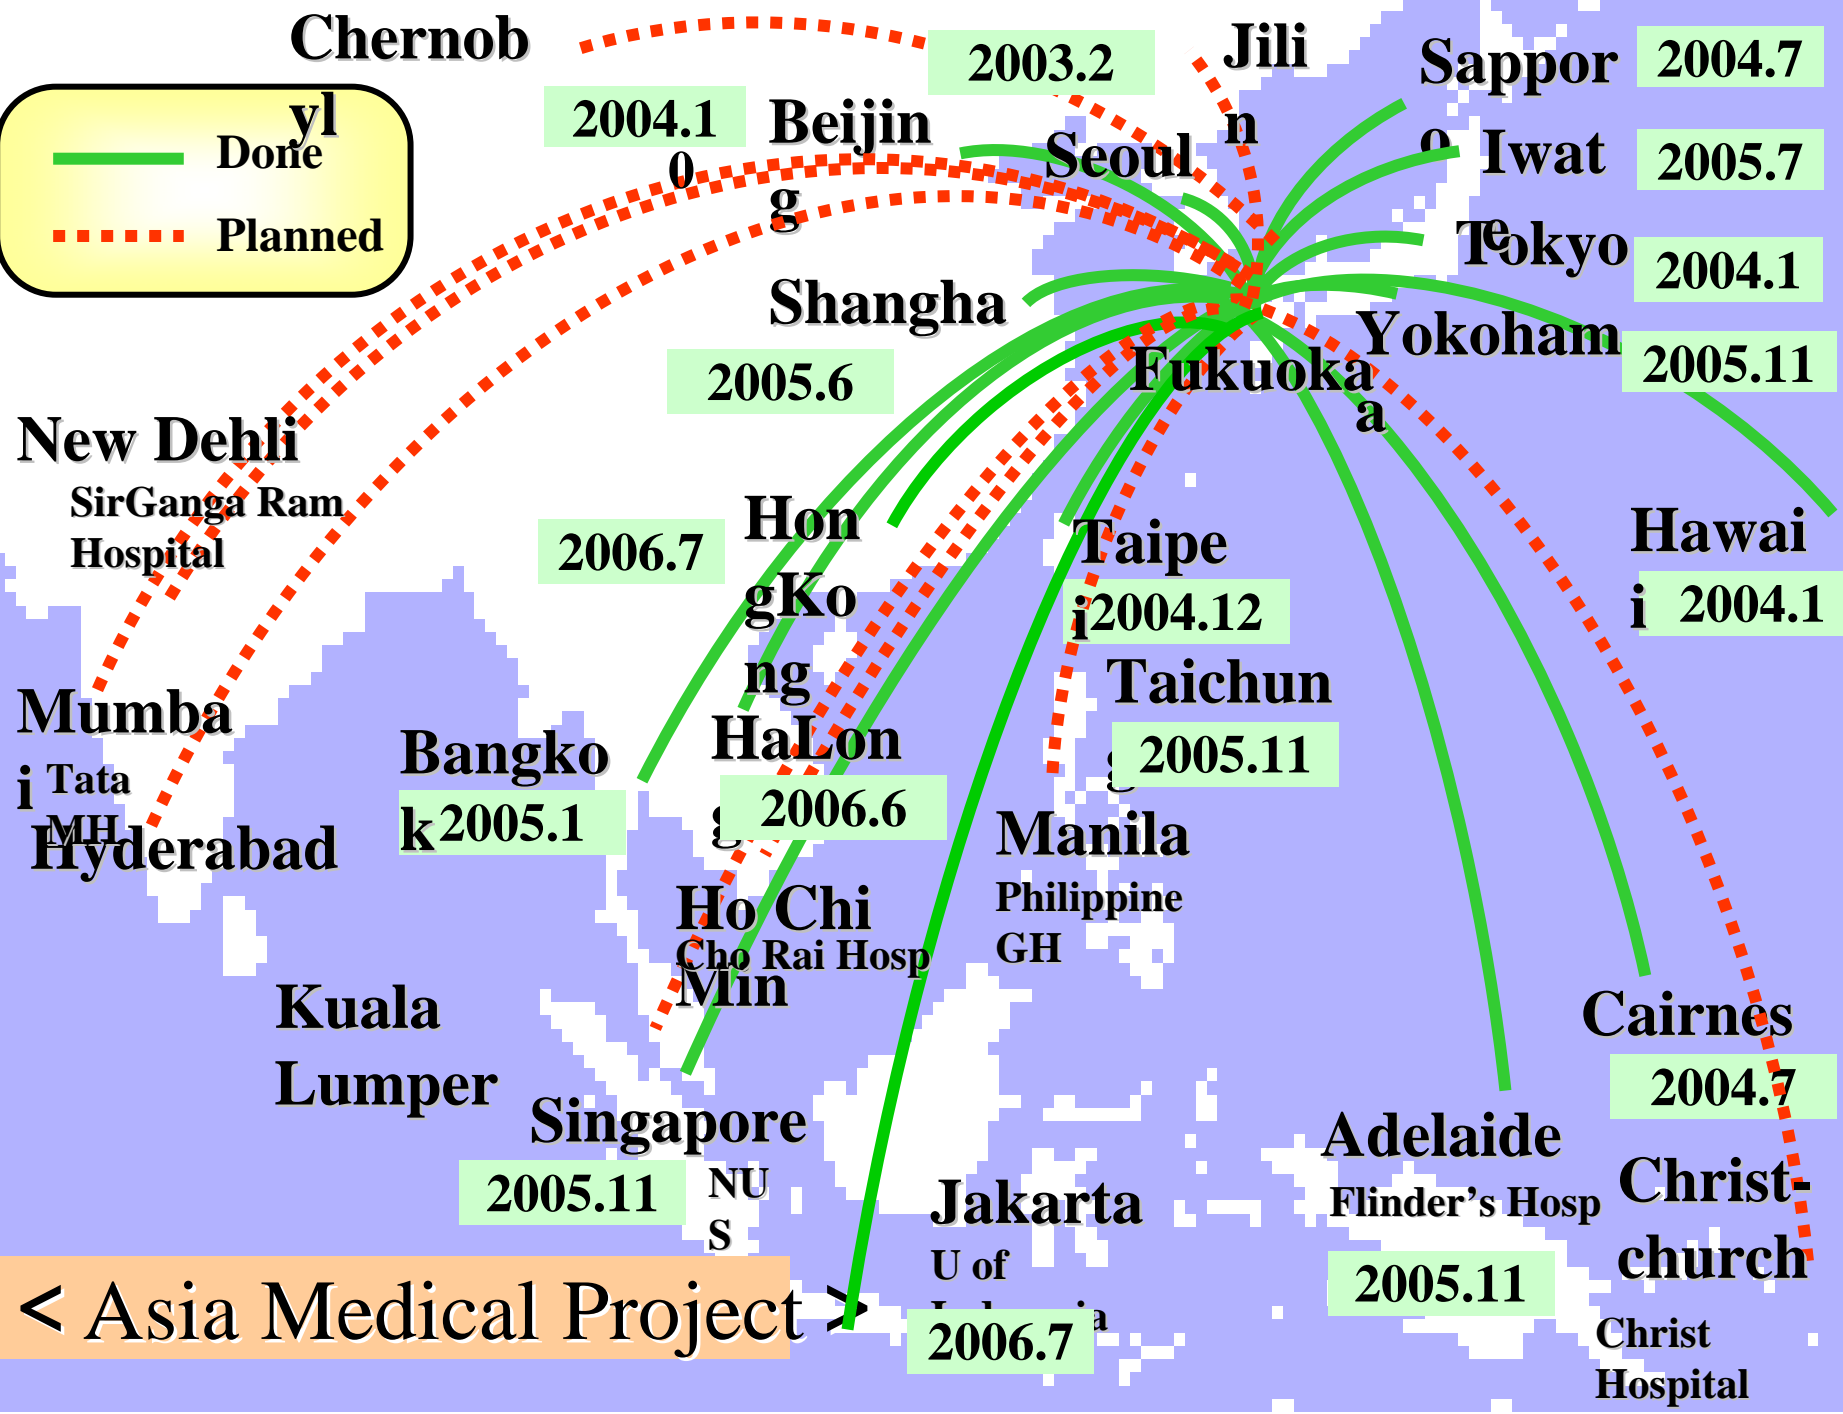 Chernob
yl
Done
Planned
2004.1
0
Beijin
g
2003.2
Seoul
Jili
n
Sappor
o
2004.7
Iwat
e
2005.7
Tokyo
2004.1
Shangha
2005.6
Fukuoka
Yokoham
a
2005.11
New Dehli
SirGanga Ram
Hospital
2006.7
Hon
gKo
ng
Taipe
i
2004.12
Hawai
i
2004.1
Taichun
g
2005.11
Mumba
i
Tata
MH
Hyderabad
Bangko
k
2005.1
HaLon
g
2006.6
Manila
Philippine
GH
Ho Chi
Min
Cho Rai Hosp
Kuala
Lumper
Singapore
2005.11
NU
S
Jakarta
U of
2006.7
Cairnes
2004.7
Adelaide
Flinder’s Hosp
2005.11
Christ-
church
Christ
Hospital
< Asia Medical Project >